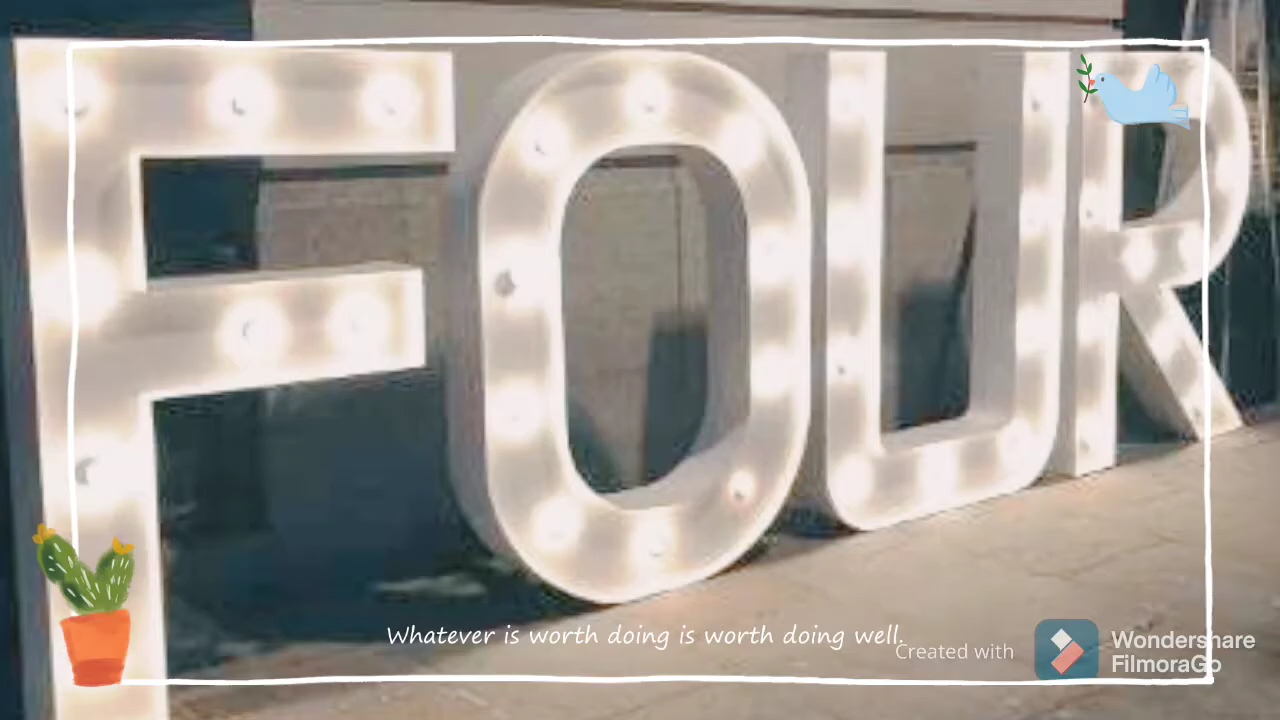 FOUR
Whatever is worth doing is worth doing well.
Created with
Wondershare
FilmoraGo